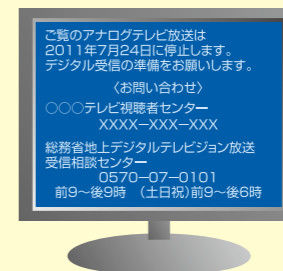 ご覧のアナログテレビ放送は
2011年7月24日に停止します。
デジタル受信の準備をお願いします。
〈お問い合わせ〉
○○○テレビ視聴者センター
XXXX－XXX－XXX
総務省地上デジタルテレビジョン放送
受信相談センター
0570－07－0101
前9～後9時　（土日祝）前9～後6時